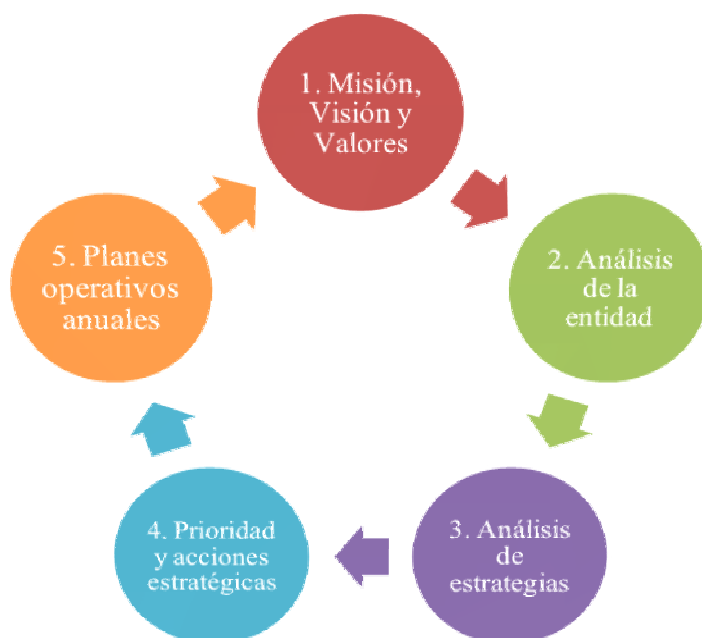 1. Misión,
Visión y
Valores
2. Análisis
de la
entidad
3. Análisis
de
estrategias
4. Prioridad
y acciones
estratégicas
5. Planes
operativos
anuales